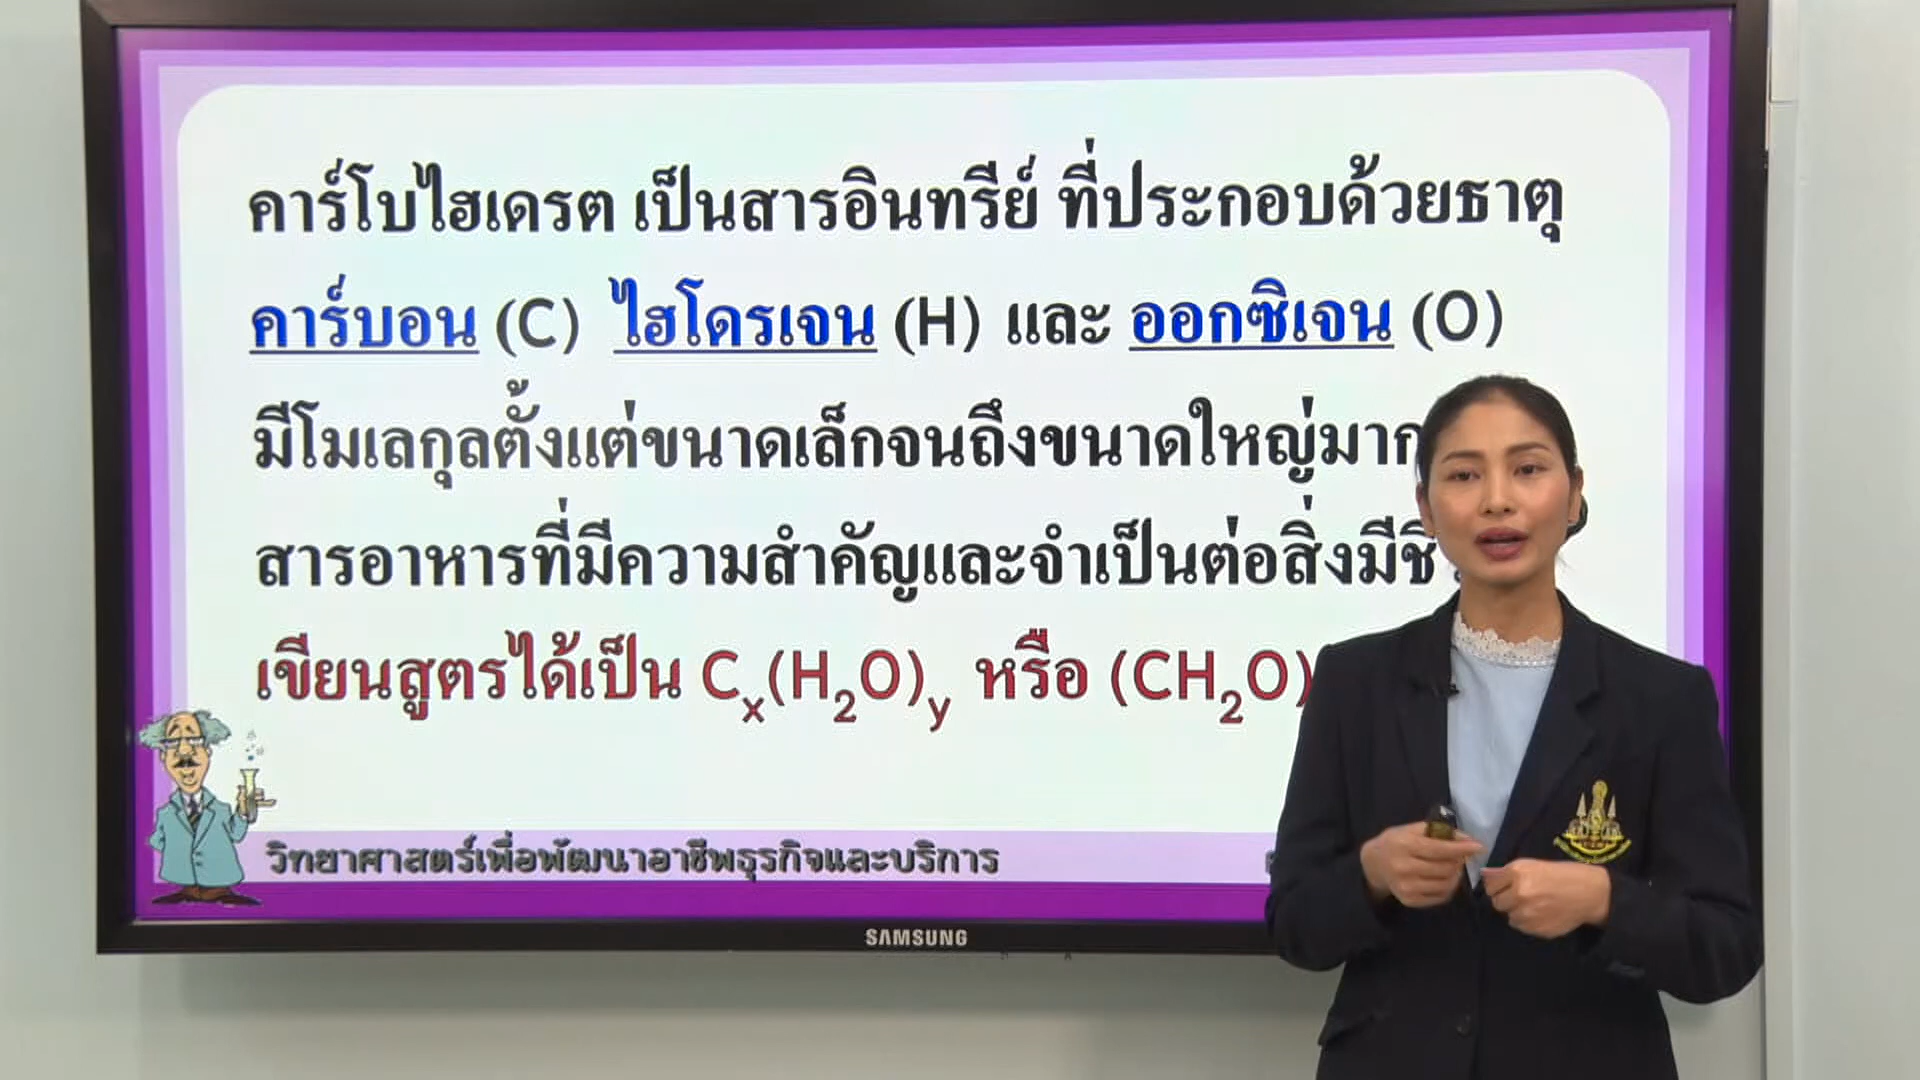 คาร์โบไฮเดรต เป็นสารอินทรีย์ ที่ประกอบด้วยธาตุ
คาร์บอน (C) ไฮโดรเจน (H) และ ออกซิเจน (O)
มีโมเลกุลตั้งแต่ขนาดเล็กจนถึงขนาดใหญ่มาก
สารอาหารที่มีความสำคัญและจำเป็นต่อสิ่งมีชี
เขียนสูตรได้เป็น Cₓ(H₂O)y หรือ (CH₂O)
วิทยาศาสตร์เพื่อพัฒนาอาชีพธุรกิจและบริการ
SAMSUNG